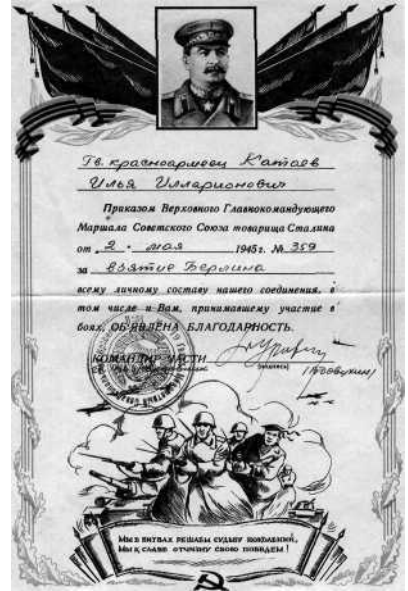 Гв. красноармеец Катаев
Илья Илларионович
Приказом Верховного Главнокомандующего
Маршала Советского Союза товарища Сталина
от „2“ мая 1945 г. № 359
за взятие Берлина
всему личному составу нашего соединения, в
том числе и Вам, принимавшему участие в
боях, ОБЪЯВЛЕНА БЛАГОДАРНОСТЬ.
КОМАНДИР ЧАСТИ
(подпись)
Мы в битвах решаем судьбу поколений,
Мы к славе отчизну свою поведем!